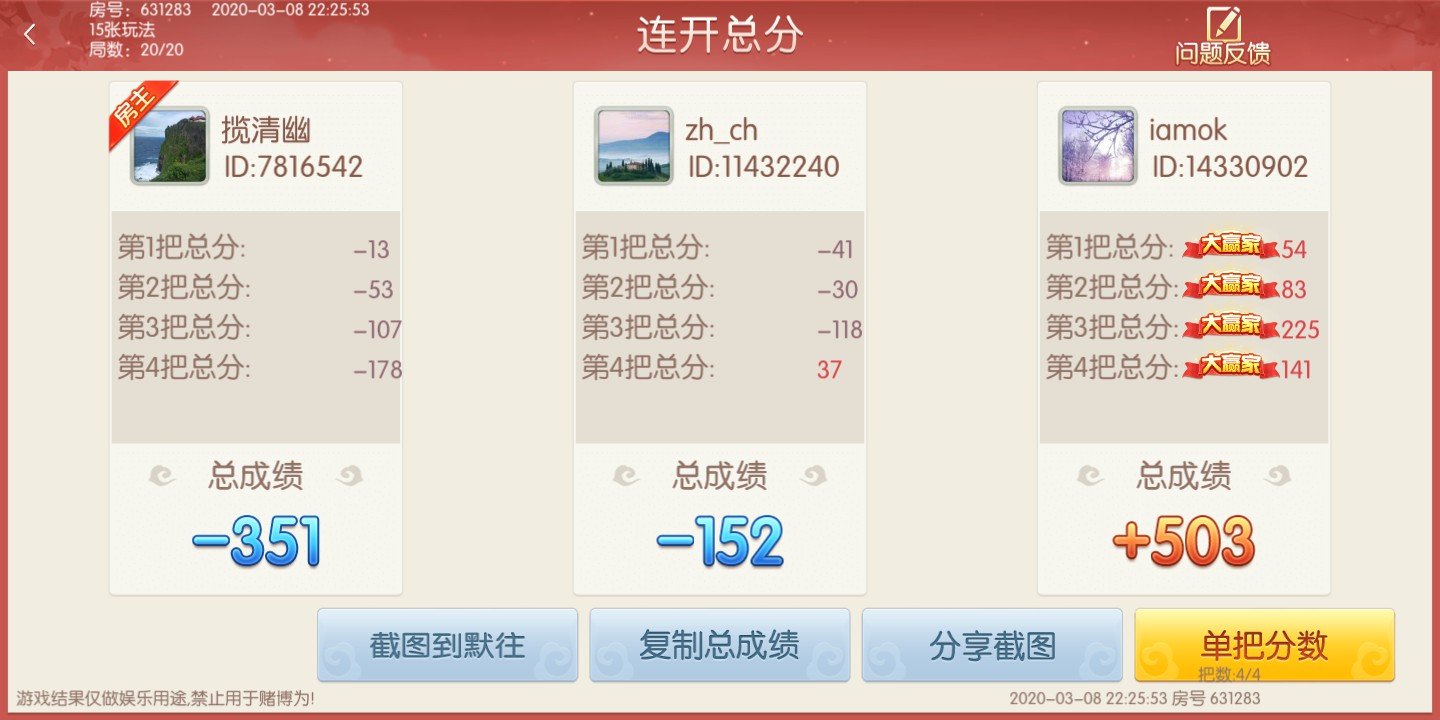 房号：631283 2020-03-08 22:25:53
15张玩法
局数：20/20
连开总分
问题反馈
房主
揽清幽
ID:7816542
第1把总分: -13
第2把总分: -53
第3把总分: -107
第4把总分: -178
总成绩
-351
zh_ch
ID:11432240
第1把总分: -41
第2把总分: -30
第3把总分: -118
第4把总分: 37
总成绩
-152
iamok
ID:14330902
第1把总分: 大赢家 54
第2把总分: 大赢家 83
第3把总分: 大赢家 225
第4把总分: 大赢家 141
总成绩
+503
截图到默往
复制总成绩
分享截图
单把分数
把数:4/4
游戏结果仅做娱乐用途,禁止用于赌博为!
2020-03-08 22:25:53 房号 631283